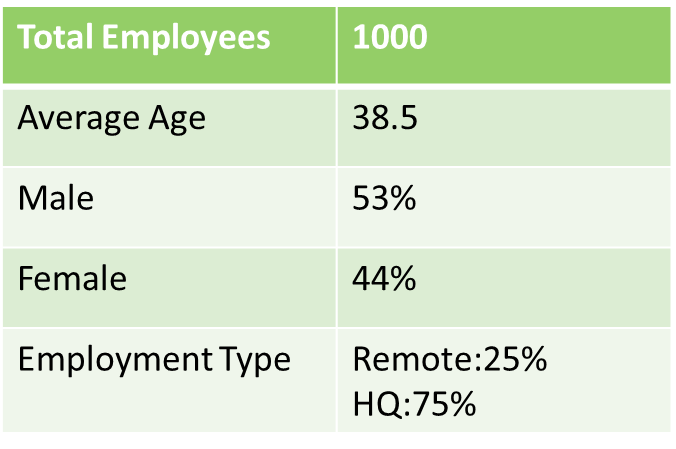 Total Employees 1000
Average Age 38.5
Male 53%
Female 44%
Employment Type Remote:25%
HQ:75%